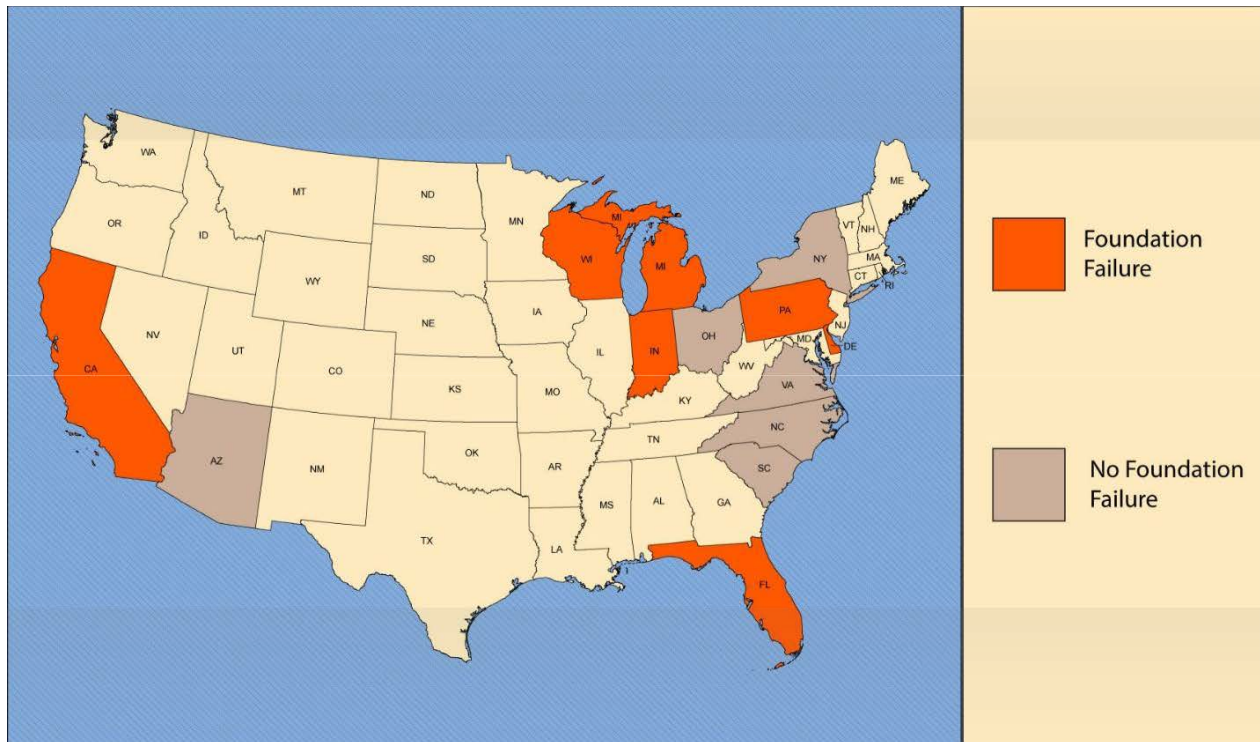 WA
MT
ND
MN
ME
OR
ID
SD
WI
MI
MI
VT
NH
NY
MA
CT
RI
WY
NE
IA
PA
NJ
NV
UT
CO
IL
IN
OH
MD
DE
WV
VA
CA
KS
MO
KY
NC
TN
SC
AZ
NM
OK
AR
MS
AL
GA
TX
LA
FL
Foundation
Failure
No Foundation
Failure